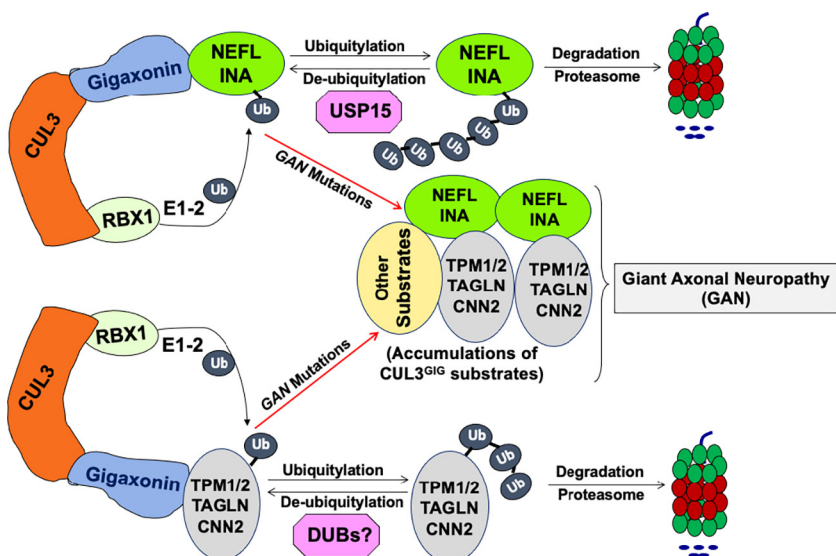 CUL3
Gigaxonin
NEFL
INA
Ub
RBX1
E1-2
Ub
Ubiquitylation
De-ubiquitylation
USP15
NEFL
INA
Ub
Ub
Ub
Ub
Ub
Degradation
Proteasome
GAN Mutations
NEFL
INA
NEFL
INA
Other
Substrates
TPM1/2
TAGLN
CNN2
TPM1/2
TAGLN
CNN2
(Accumulations of
CUL3GIG substrates)
Giant Axonal Neuropathy
(GAN)
GAN Mutations
CUL3
RBX1
E1-2
Ub
Gigaxonin
Ub
TPM1/2
TAGLN
CNN2
Ubiquitylation
De-ubiquitylation
DUBs?
TPM1/2
TAGLN
CNN2
Ub
Ub
Ub
Degradation
Proteasome